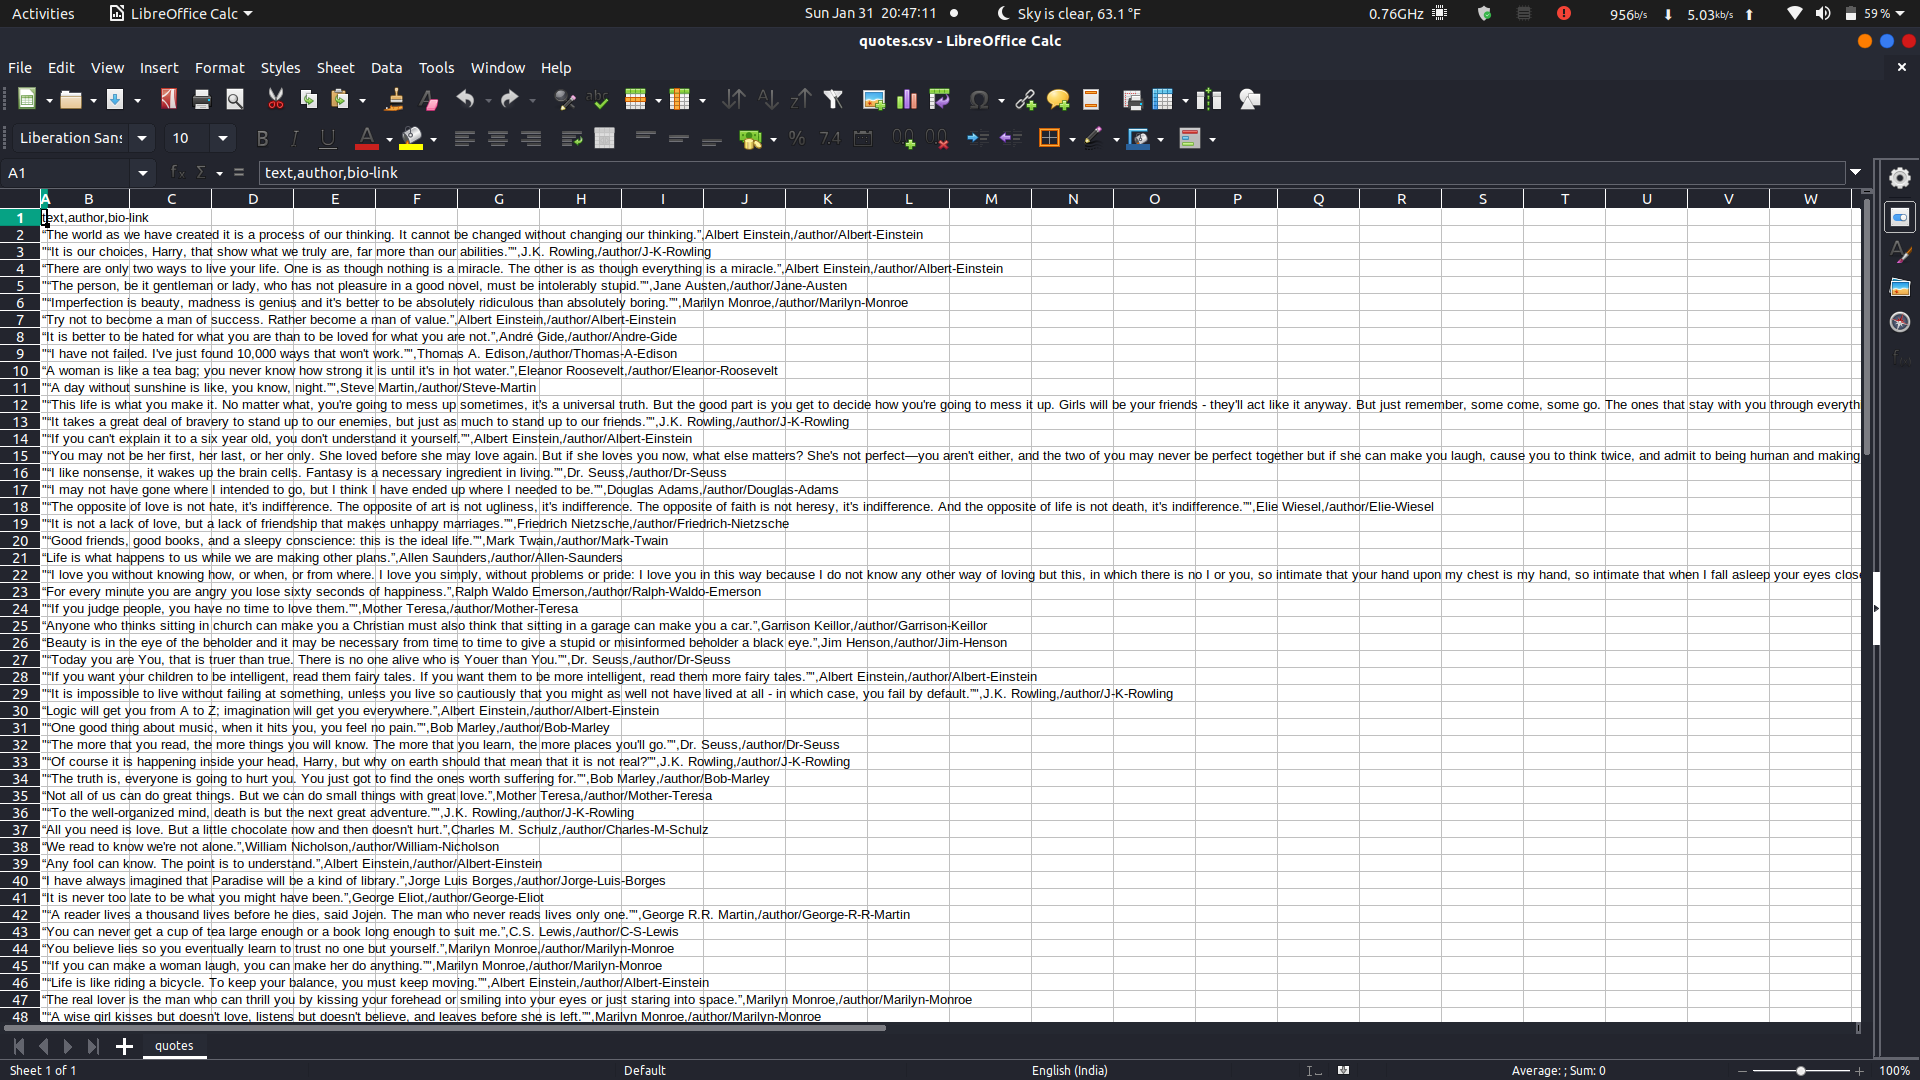 Activities LibreOffice Calc Sun Jan 31 20:47:11 Sky is clear, 63.1 °F 0.76GHz 956b/s 5.03kb/s 59 %
quotes.csv - LibreOffice Calc
File Edit View Insert Format Styles Sheet Data Tools Window Help
Liberation Sans 10
A1 text,author,bio-link
A B C D E F G H I J K L M N O P Q R S T U V W
1 text,author,bio-link
2 “The world as we have created it is a process of our thinking. It cannot be changed without changing our thinking.”,Albert Einstein,/author/Albert-Einstein
3 "“It is our choices, Harry, that show what we truly are, far more than our abilities.”",J.K. Rowling,/author/J-K-Rowling
4 “There are only two ways to live your life. One is as though nothing is a miracle. The other is as though everything is a miracle.”,Albert Einstein,/author/Albert-Einstein
5 "“The person, be it gentleman or lady, who has not pleasure in a good novel, must be intolerably stupid.”",Jane Austen,/author/Jane-Austen
6 "“Imperfection is beauty, madness is genius and it's better to be absolutely ridiculous than absolutely boring.”",Marilyn Monroe,/author/Marilyn-Monroe
7 “Try not to become a man of success. Rather become a man of value.”,Albert Einstein,/author/Albert-Einstein
8 “It is better to be hated for what you are than to be loved for what you are not.”,André Gide,/author/Andre-Gide
9 "“I have not failed. I've just found 10,000 ways that won't work.”",Thomas A. Edison,/author/Thomas-A-Edison
10 “A woman is like a tea bag; you never know how strong it is until it's in hot water.”,Eleanor Roosevelt,/author/Eleanor-Roosevelt
11 "“A day without sunshine is like, you know, night.”",Steve Martin,/author/Steve-Martin
12 "“This life is what you make it. No matter what, you're going to mess up sometimes, it's a universal truth. But the good part is you get to decide how you're going to mess it up. Girls will be your friends - they'll act like it anyway. But just remember, some come, some go. The ones that stay with you through everyth
13 "“It takes a great deal of bravery to stand up to our enemies, but just as much to stand up to our friends.”",J.K. Rowling,/author/J-K-Rowling
14 "“If you can't explain it to a six year old, you don't understand it yourself.”",Albert Einstein,/author/Albert-Einstein
15 "“You may not be her first, her last, or her only. She loved before she may love again. But if she loves you now, what else matters? She's not perfect—you aren't either, and the two of you may never be perfect together but if she can make you laugh, cause you to think twice, and admit to being human and making
16 "“I like nonsense, it wakes up the brain cells. Fantasy is a necessary ingredient in living.”",Dr. Seuss,/author/Dr-Seuss
17 "“I may not have gone where I intended to go, but I think I have ended up where I needed to be.”",Douglas Adams,/author/Douglas-Adams
18 "“The opposite of love is not hate, it's indifference. The opposite of art is not ugliness, it's indifference. The opposite of faith is not heresy, it's indifference. And the opposite of life is not death, it's indifference.”",Elie Wiesel,/author/Elie-Wiesel
19 "“It is not a lack of love, but a lack of friendship that makes unhappy marriages.”",Friedrich Nietzsche,/author/Friedrich-Nietzsche
20 "“Good friends, good books, and a sleepy conscience: this is the ideal life.”",Mark Twain,/author/Mark-Twain
21 “Life is what happens to us while we are making other plans.”,Allen Saunders,/author/Allen-Saunders
22 "“I love you without knowing how, or when, or from where. I love you simply, without problems or pride: I love you in this way because I do not know any other way of loving but this, in which there is no I or you, so intimate that your hand upon my chest is my hand, so intimate that when I fall asleep your eyes clos
23 “For every minute you are angry you lose sixty seconds of happiness.”,Ralph Waldo Emerson,/author/Ralph-Waldo-Emerson
24 "“If you judge people, you have no time to love them.”",Mother Teresa,/author/Mother-Teresa
25 “Anyone who thinks sitting in church can make you a Christian must also think that sitting in a garage can make you a car.”,Garrison Keillor,/author/Garrison-Keillor
26 “Beauty is in the eye of the beholder and it may be necessary from time to time to give a stupid or misinformed beholder a black eye.”,Jim Henson,/author/Jim-Henson
27 "“Today you are You, that is truer than true. There is no one alive who is Youer than You.”",Dr. Seuss,/author/Dr-Seuss
28 "“If you want your children to be intelligent, read them fairy tales. If you want them to be more intelligent, read them more fairy tales.”",Albert Einstein,/author/Albert-Einstein
29 "“It is impossible to live without failing at something, unless you live so cautiously that you might as well not have lived at all - in which case, you fail by default.”",J.K. Rowling,/author/J-K-Rowling
30 “Logic will get you from A to Z; imagination will get you everywhere.”,Albert Einstein,/author/Albert-Einstein
31 "“One good thing about music, when it hits you, you feel no pain.”",Bob Marley,/author/Bob-Marley
32 "“The more that you read, the more things you will know. The more that you learn, the more places you'll go.”",Dr. Seuss,/author/Dr-Seuss
33 "“Of course it is happening inside your head, Harry, but why on earth should that mean that it is not real?”",J.K. Rowling,/author/J-K-Rowling
34 "“The truth is, everyone is going to hurt you. You just got to find the ones worth suffering for.”",Bob Marley,/author/Bob-Marley
35 “Not all of us can do great things. But we can do small things with great love.”,Mother Teresa,/author/Mother-Teresa
36 "“To the well-organized mind, death is but the next great adventure.”",J.K. Rowling,/author/J-K-Rowling
37 “All you need is love. But a little chocolate now and then doesn't hurt.”,Charles M. Schulz,/author/Charles-M-Schulz
38 “We read to know we're not alone.”,William Nicholson,/author/William-Nicholson
39 “Any fool can know. The point is to understand.”,Albert Einstein,/author/Albert-Einstein
40 “I have always imagined that Paradise will be a kind of library.”,Jorge Luis Borges,/author/Jorge-Luis-Borges
41 “It is never too late to be what you might have been.”,George Eliot,/author/George-Eliot
42 "“A reader lives a thousand lives before he dies, said Jojen. The man who never reads lives only one.”",George R.R. Martin,/author/George-R-R-Martin
43 “You can never get a cup of tea large enough or a book long enough to suit me.”,C.S. Lewis,/author/C-S-Lewis
44 “You believe lies so you eventually learn to trust no one but yourself.”,Marilyn Monroe,/author/Marilyn-Monroe
45 "“If you can make a woman laugh, you can make her do anything.”",Marilyn Monroe,/author/Marilyn-Monroe
46 "“Life is like riding a bicycle. To keep your balance, you must keep moving.”",Albert Einstein,/author/Albert-Einstein
47 “The real lover is the man who can thrill you by kissing your forehead or smiling into your eyes or just staring into space.”,Marilyn Monroe,/author/Marilyn-Monroe
48 "“A wise girl kisses but doesn't love, listens but doesn't believe, and leaves before she is left.”",Marilyn Monroe,/author/Marilyn-Monroe
quotes
Sheet 1 of 1 Default English (India) Average: ; Sum: 0 100%